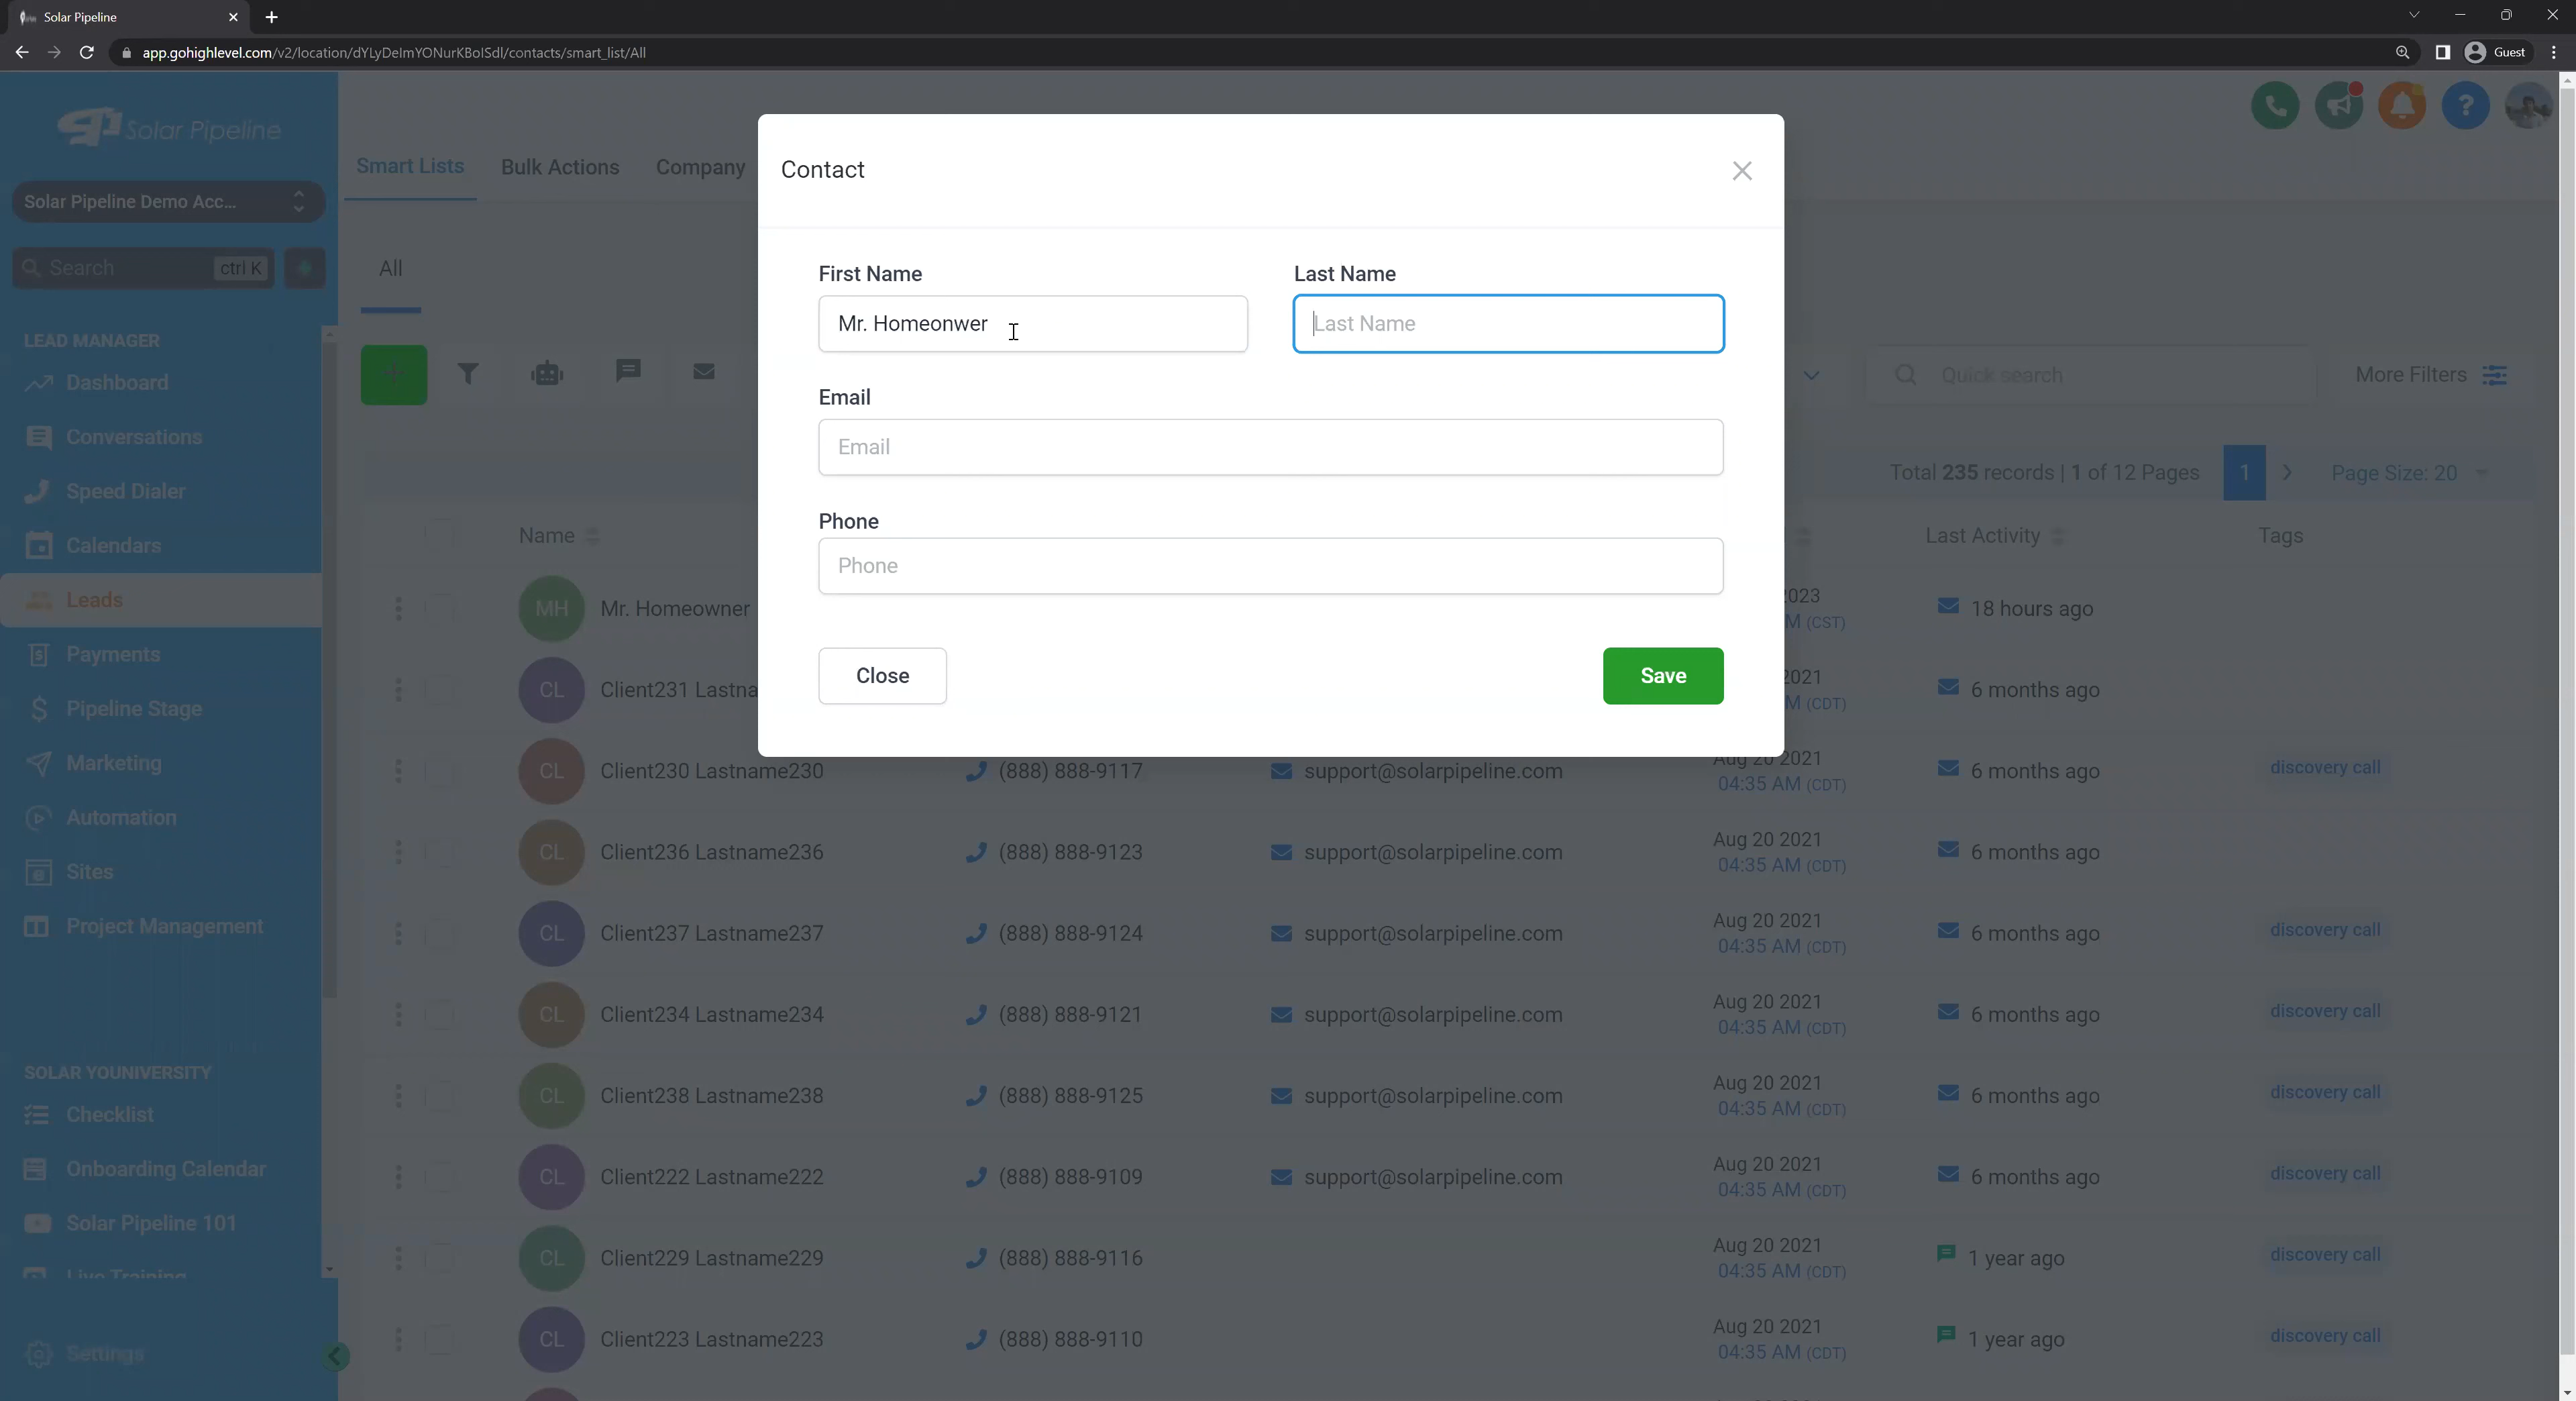 Solar Pipeline
app.gohighlevel.com/v2/location/dYLyDelmYONurKBoISdl/contacts/smart_list/All
Guest
Solar Pipeline
Solar Pipeline Demo Acc...
Search ctrl K
LEAD MANAGER
Dashboard
Conversations
Speed Dialer
Calendars
Leads
Payments
Pipeline Stage
Marketing
Automation
Sites
Project Management
SOLAR YOUNIVERSITY
Checklist
Onboarding Calendar
Solar Pipeline 101
Live Training
Settings
Smart Lists Bulk Actions Company
All
Contact
First Name Last Name
Mr. Homeonwer Last Name
Email
Email
Phone
Phone
Close Save
Quick search More Filters
Total 235 records | 1 of 12 Pages 1 Page Size: 20
Name Last Activity Tags
MH Mr. Homeowner 2023 18 hours ago
M (CST)
CL Client231 Lastna 2021 6 months ago
M (CDT)
CL Client230 Lastname230 (888) 888-9117 support@solarpipeline.com Aug 20 2021 6 months ago discovery call
04:35 AM (CDT)
CL Client236 Lastname236 (888) 888-9123 support@solarpipeline.com Aug 20 2021 6 months ago
04:35 AM (CDT)
CL Client237 Lastname237 (888) 888-9124 support@solarpipeline.com Aug 20 2021 6 months ago discovery call
04:35 AM (CDT)
CL Client234 Lastname234 (888) 888-9121 support@solarpipeline.com Aug 20 2021 6 months ago discovery call
04:35 AM (CDT)
CL Client238 Lastname238 (888) 888-9125 support@solarpipeline.com Aug 20 2021 6 months ago discovery call
04:35 AM (CDT)
CL Client222 Lastname222 (888) 888-9109 support@solarpipeline.com Aug 20 2021 6 months ago discovery call
04:35 AM (CDT)
CL Client229 Lastname229 (888) 888-9116 Aug 20 2021 1 year ago discovery call
04:35 AM (CDT)
CL Client223 Lastname223 (888) 888-9110 Aug 20 2021 1 year ago discovery call
04:35 AM (CDT)